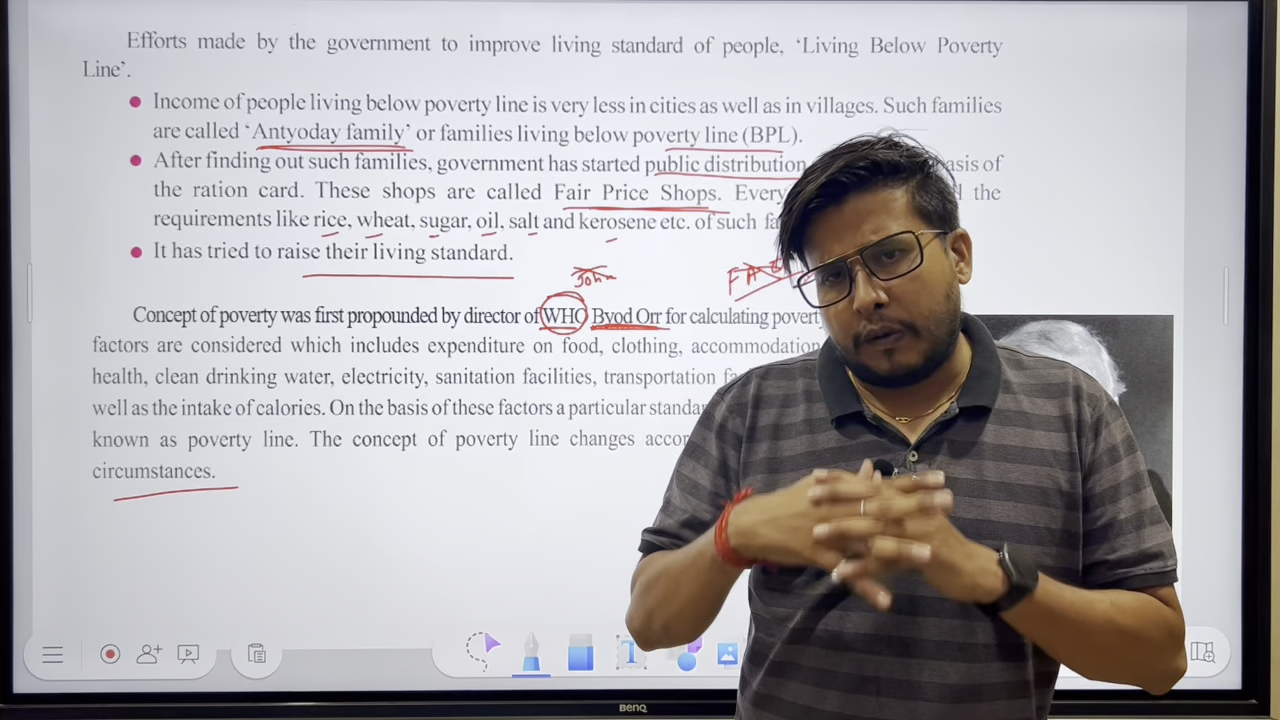 Efforts made by the government to improve living standard of people, ‘Living Below Poverty
Line’.
● Income of people living below poverty line is very less in cities as well as in villages. Such families
are called ‘Antyoday family’ or families living below poverty line (BPL).
● After finding out such families, government has started public distribution asis of
the ration card. These shops are called Fair Price Shops. Every the
requirements like rice, wheat, sugar, oil, salt and kerosene etc. of such
● It has tried to raise their living standard.
John
Concept of poverty was first propounded by director of WHO Byod Orr for calculating
factors are considered which includes expenditure on food, clothing, accommodation
health, clean drinking water, electricity, sanitation facilities, transportation
well as the intake of calories. On the basis of these factors a particular
known as poverty line. The concept of poverty line changes
circumstances.
T
BenQ